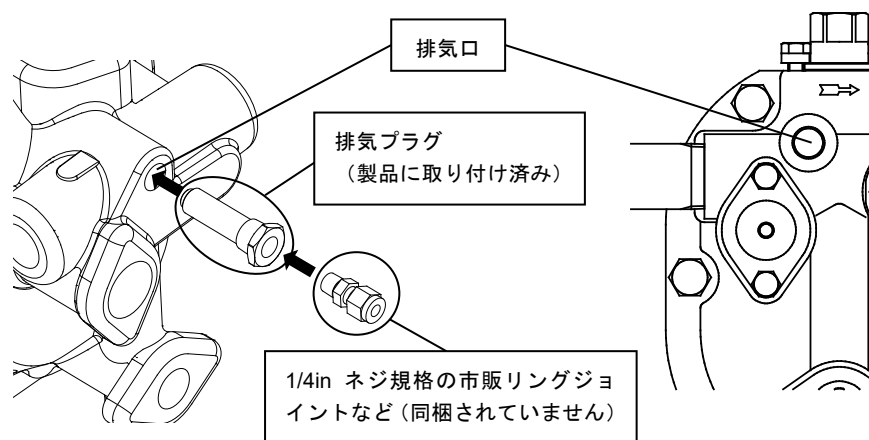 排気口
排気プラグ
（製品に取り付け済み）
1/4in ネジ規格の市販リングジョ
イントなど（同梱されていません）